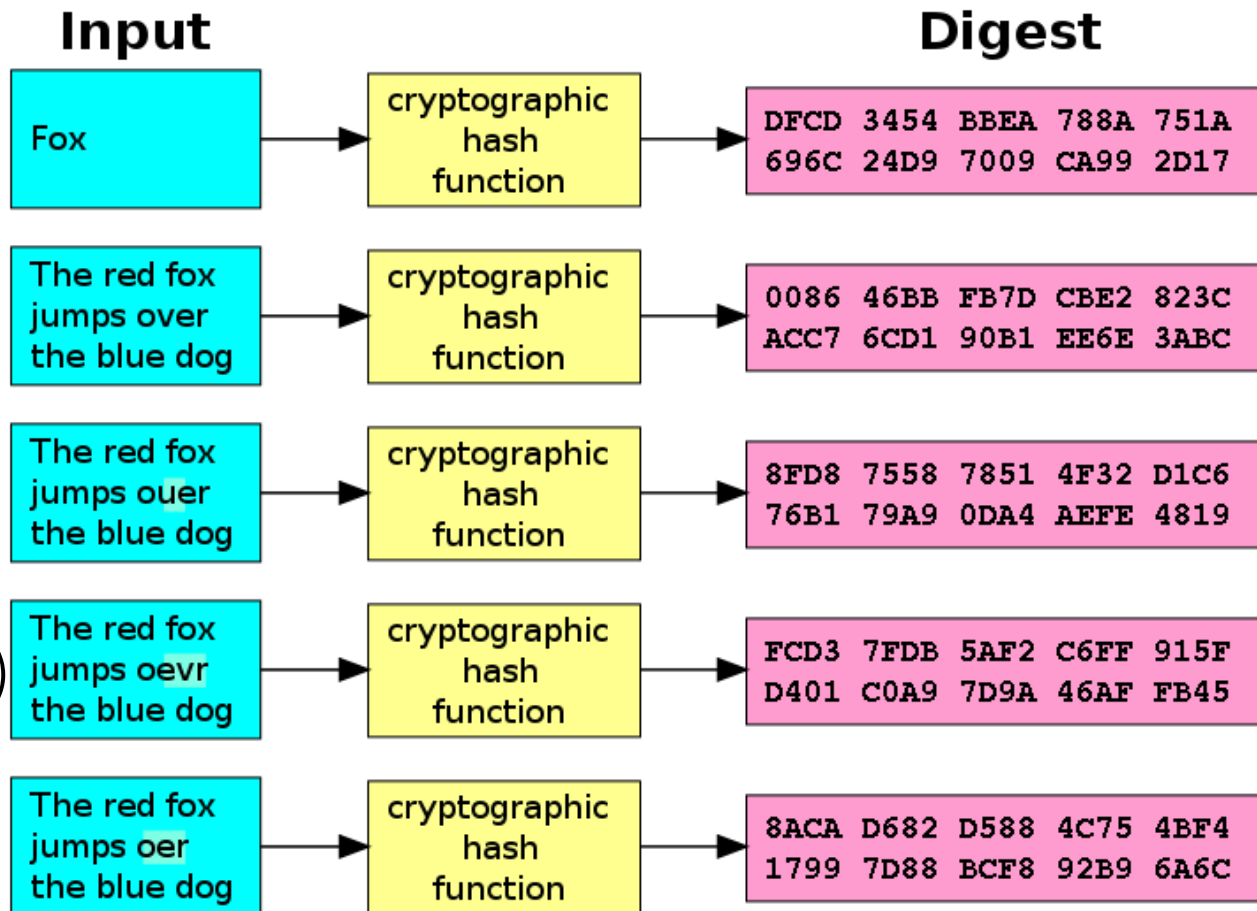 Input
Digest
Fox
cryptographic
hash
function
DFCD 3454 BBEA 788A 751A
696C 24D9 7009 CA99 2D17
The red fox
jumps over
the blue dog
cryptographic
hash
function
0086 46BB FB7D CBE2 823C
ACC7 6CD1 90B1 EE6E 3ABC
The red fox
jumps ouer
the blue dog
cryptographic
hash
function
8FD8 7558 7851 4F32 D1C6
76B1 79A9 0DA4 AEFE 4819
The red fox
jumps oevr
the blue dog
cryptographic
hash
function
FCD3 7FDB 5AF2 C6FF 915F
D401 C0A9 7D9A 46AF FB45
The red fox
jumps oer
the blue dog
cryptographic
hash
function
8ACA D682 D588 4C75 4BF4
1799 7D88 BCF8 92B9 6A6C
)